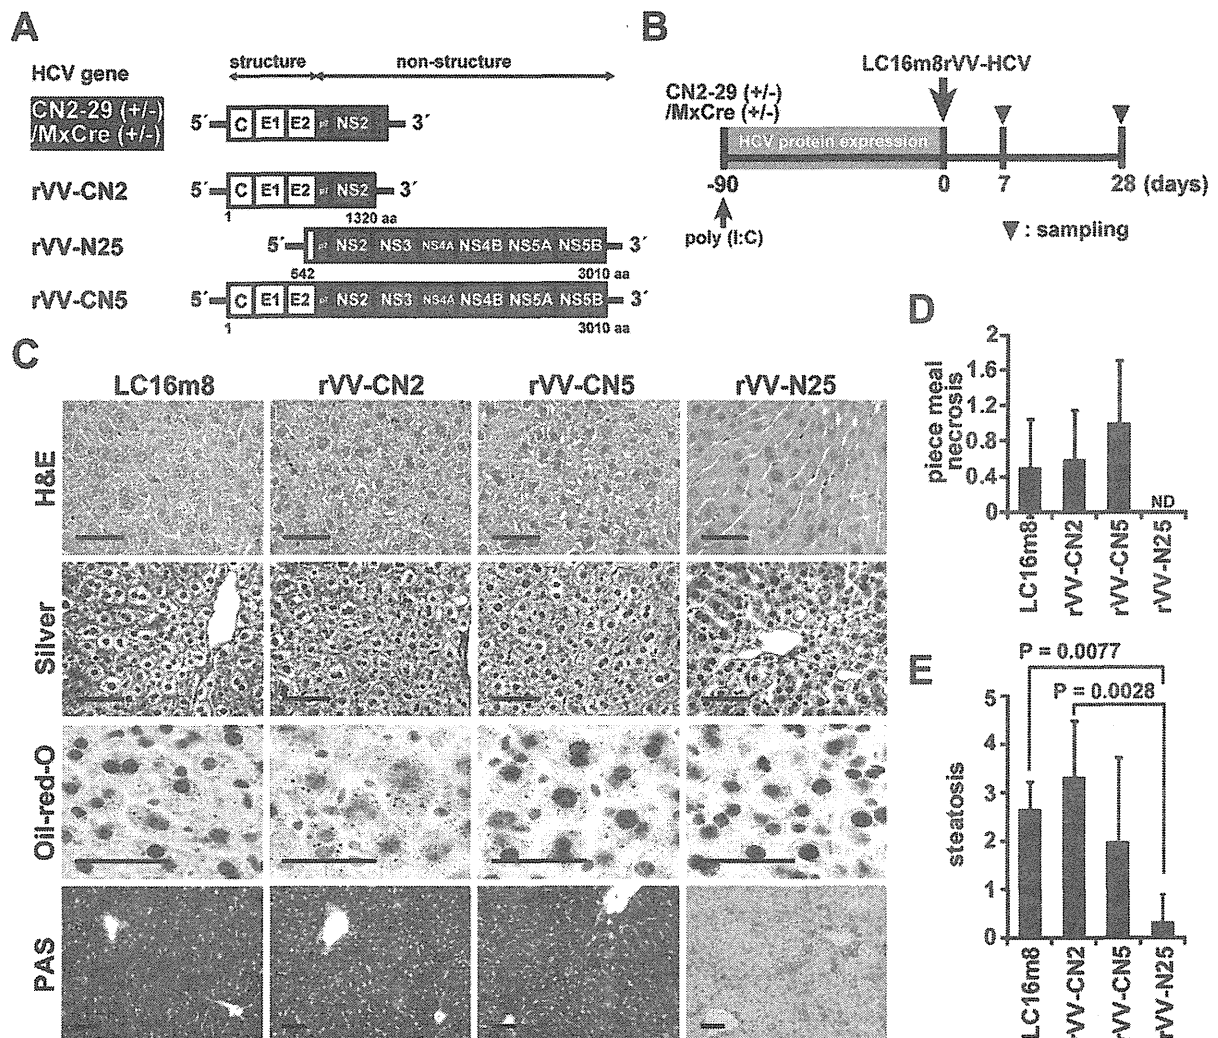 A
HCV gene
structure
non-structure
CN2-29 (+/-)
/MxCre (+/-)
5´ C E1 E2 p7 NS2 3´
rVV-CN2
5´ C E1 E2 p7 NS2 3´
1 1320 aa
rVV-N25
5´ p7 NS2 NS3 NS4A NS4B NS5A NS5B 3´
642 3010 aa
rVV-CN5
5´ C E1 E2 p7 NS2 NS3 NS4A NS4B NS5A NS5B 3´
1 3010 aa
B
LC16m8rVV-HCV
CN2-29 (+/-)
/MxCre (+/-)
HCV protein expression
-90 0 7 28 (days)
poly (I:C)
: sampling
C
LC16m8 rVV-CN2 rVV-CN5 rVV-N25
H&E
Silver
Oil-red-O
PAS
D
piece meal
necrosis
2
1.6
1.2
0.8
0.4
0
ND
LC16m8
rVV-CN2
rVV-CN5
rVV-N25
E
P = 0.0077
P = 0.0028
steatosis
5
4
3
2
1
0
LC16m8
rVV-CN2
rVV-CN5
rVV-N25